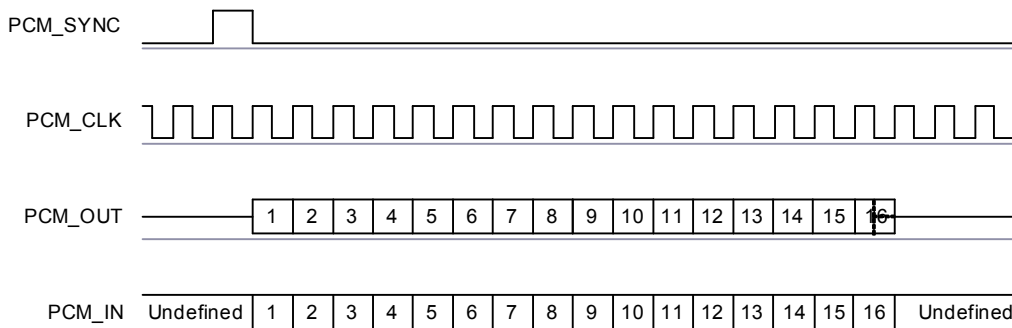 PCM_SYNC
PCM_CLK
PCM_OUT 1 2 3 4 5 6 7 8 9 10 11 12 13 14 15 16
PCM_IN Undefined 1 2 3 4 5 6 7 8 9 10 11 12 13 14 15 16 Undefined